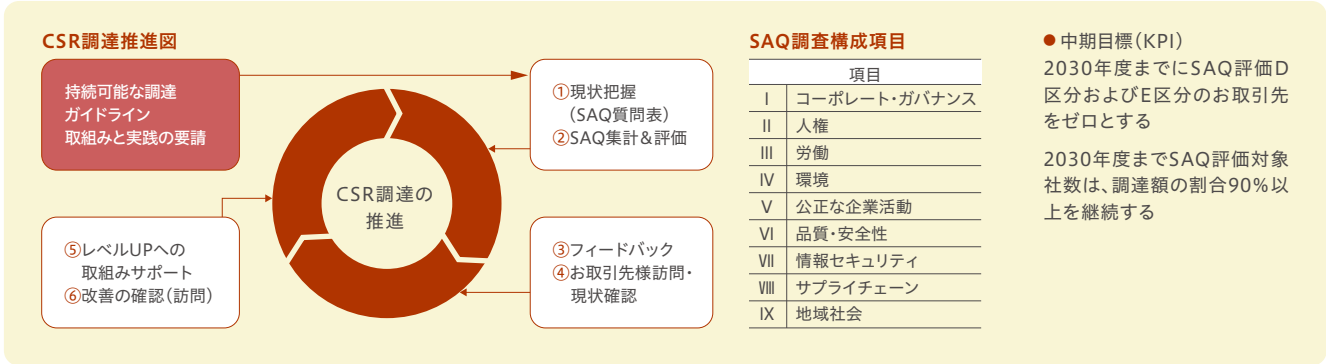 CSR調達推進図
持続可能な調達
ガイドライン
取組みと実践の要請
①現状把握
（SAQ質問表）
②SAQ集計＆評価
CSR調達の
推進
⑤レベルUPへの
取組みサポート
⑥改善の確認（訪問）
③フィードバック
④お取引先様訪問・
現状確認
SAQ調査構成項目
項目
Ⅰ コーポレート・ガバナンス
Ⅱ 人権
Ⅲ 労働
Ⅳ 環境
Ⅴ 公正な企業活動
Ⅵ 品質・安全性
Ⅶ 情報セキュリティ
Ⅷ サプライチェーン
Ⅸ 地域社会
●中期目標（KPI）
2030年度までにSAQ評価D
区分およびE区分のお取引先
をゼロとする
2030年度までSAQ評価対象
社数は、調達額の割合90％以
上を継続する